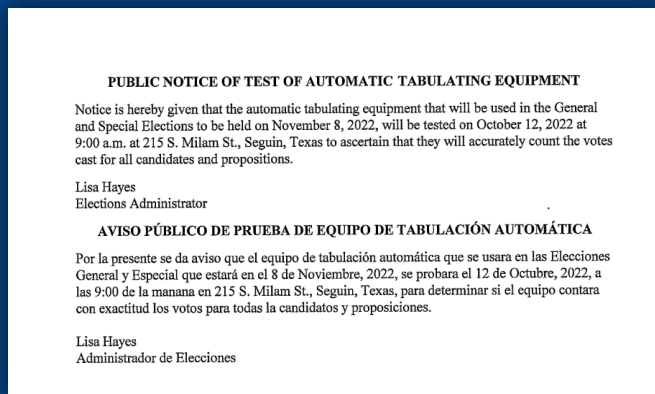 PUBLIC NOTICE OF TEST OF AUTOMATIC TABULATING EQUIPMENT
Notice is hereby given that the automatic tabulating equipment that will be used in the General
and Special Elections to be held on November 8, 2022, will be tested on October 12, 2022 at
9:00 a.m. at 215 S. Milam St., Seguin, Texas to ascertain that they will accurately count the votes
cast for all candidates and propositions.
Lisa Hayes
Elections Administrator
AVISO PÚBLICO DE PRUEBA DE EQUIPO DE TABULACIÓN AUTOMÁTICA
Por la presente se da aviso que el equipo de tabulación automática que se usara en las Elecciones
General y Especial que estará en el 8 de Noviembre, 2022, se probara el 12 de Octubre, 2022, a
las 9:00 de la manana en 215 S. Milam St., Seguin, Texas, para determinar si el equipo contara
con exactitud los votos para todas la candidatos y proposiciones.
Lisa Hayes
Administrador de Elecciones